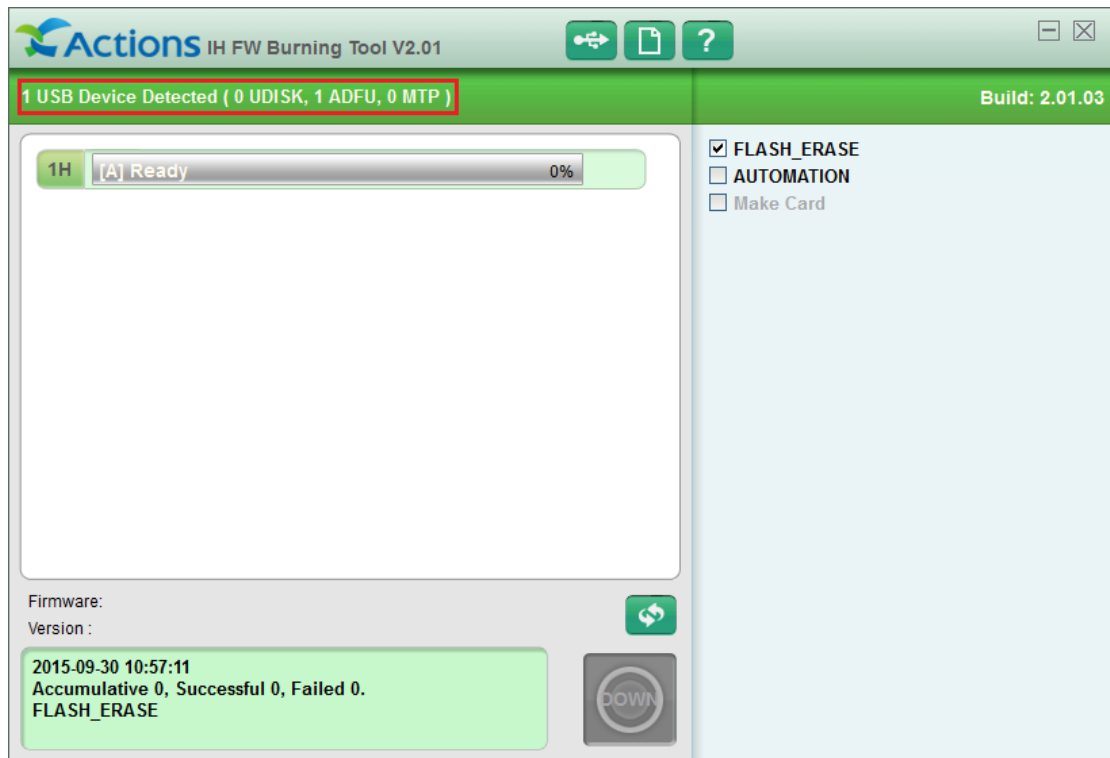 Actions IH FW Burning Tool V2.01
?
1 USB Device Detected ( 0 UDISK, 1 ADFU, 0 MTP )
Build: 2.01.03
1H [A] Ready 0%
FLASH_ERASE
AUTOMATION
Make Card
Firmware:
Version :
2015-09-30 10:57:11
Accumulative 0, Successful 0, Failed 0.
FLASH_ERASE
DOWN